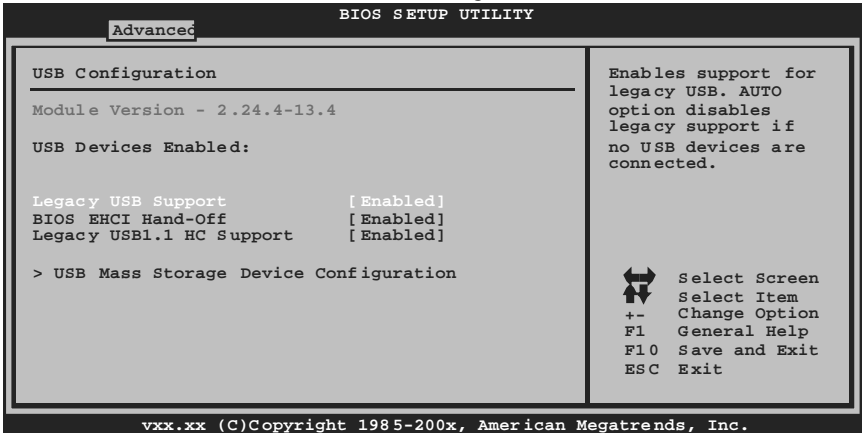 BIOS SETUP UTILITY
Advanced
USB Configuration
Module Version - 2.24.4-13.4
USB Devices Enabled:
Legacy USB Support [Enabled]
BIOS EHCI Hand-Off [Enabled]
Legacy USB1.1 HC Support [Enabled]
> USB Mass Storage Device Configuration
Enables support for
legacy USB. AUTO
option disables
legacy support if
no USB devices are
connected.
Select Screen
Select Item
+- Change Option
F1 General Help
F10 Save and Exit
ESC Exit
vxx.xx (C)Copyright 1985-200x, American Megatrends, Inc.